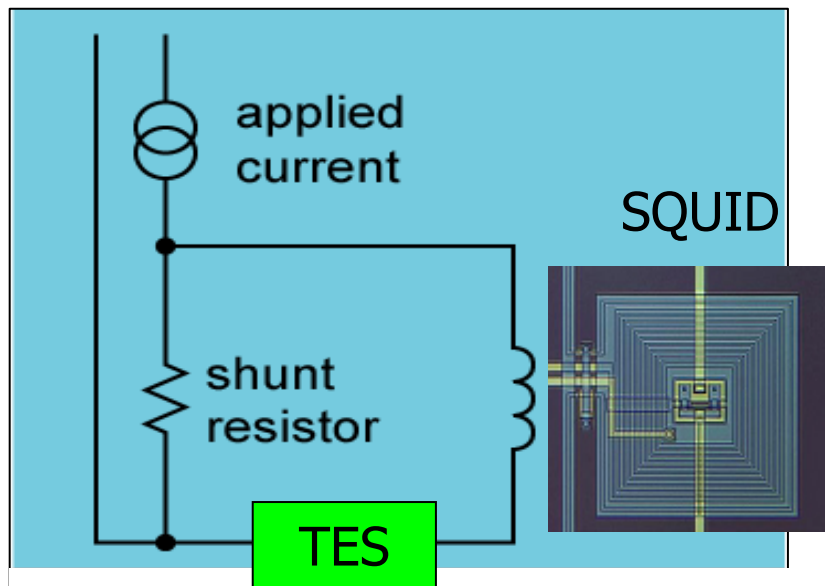 applied
current
SQUID
shunt
resistor
TES